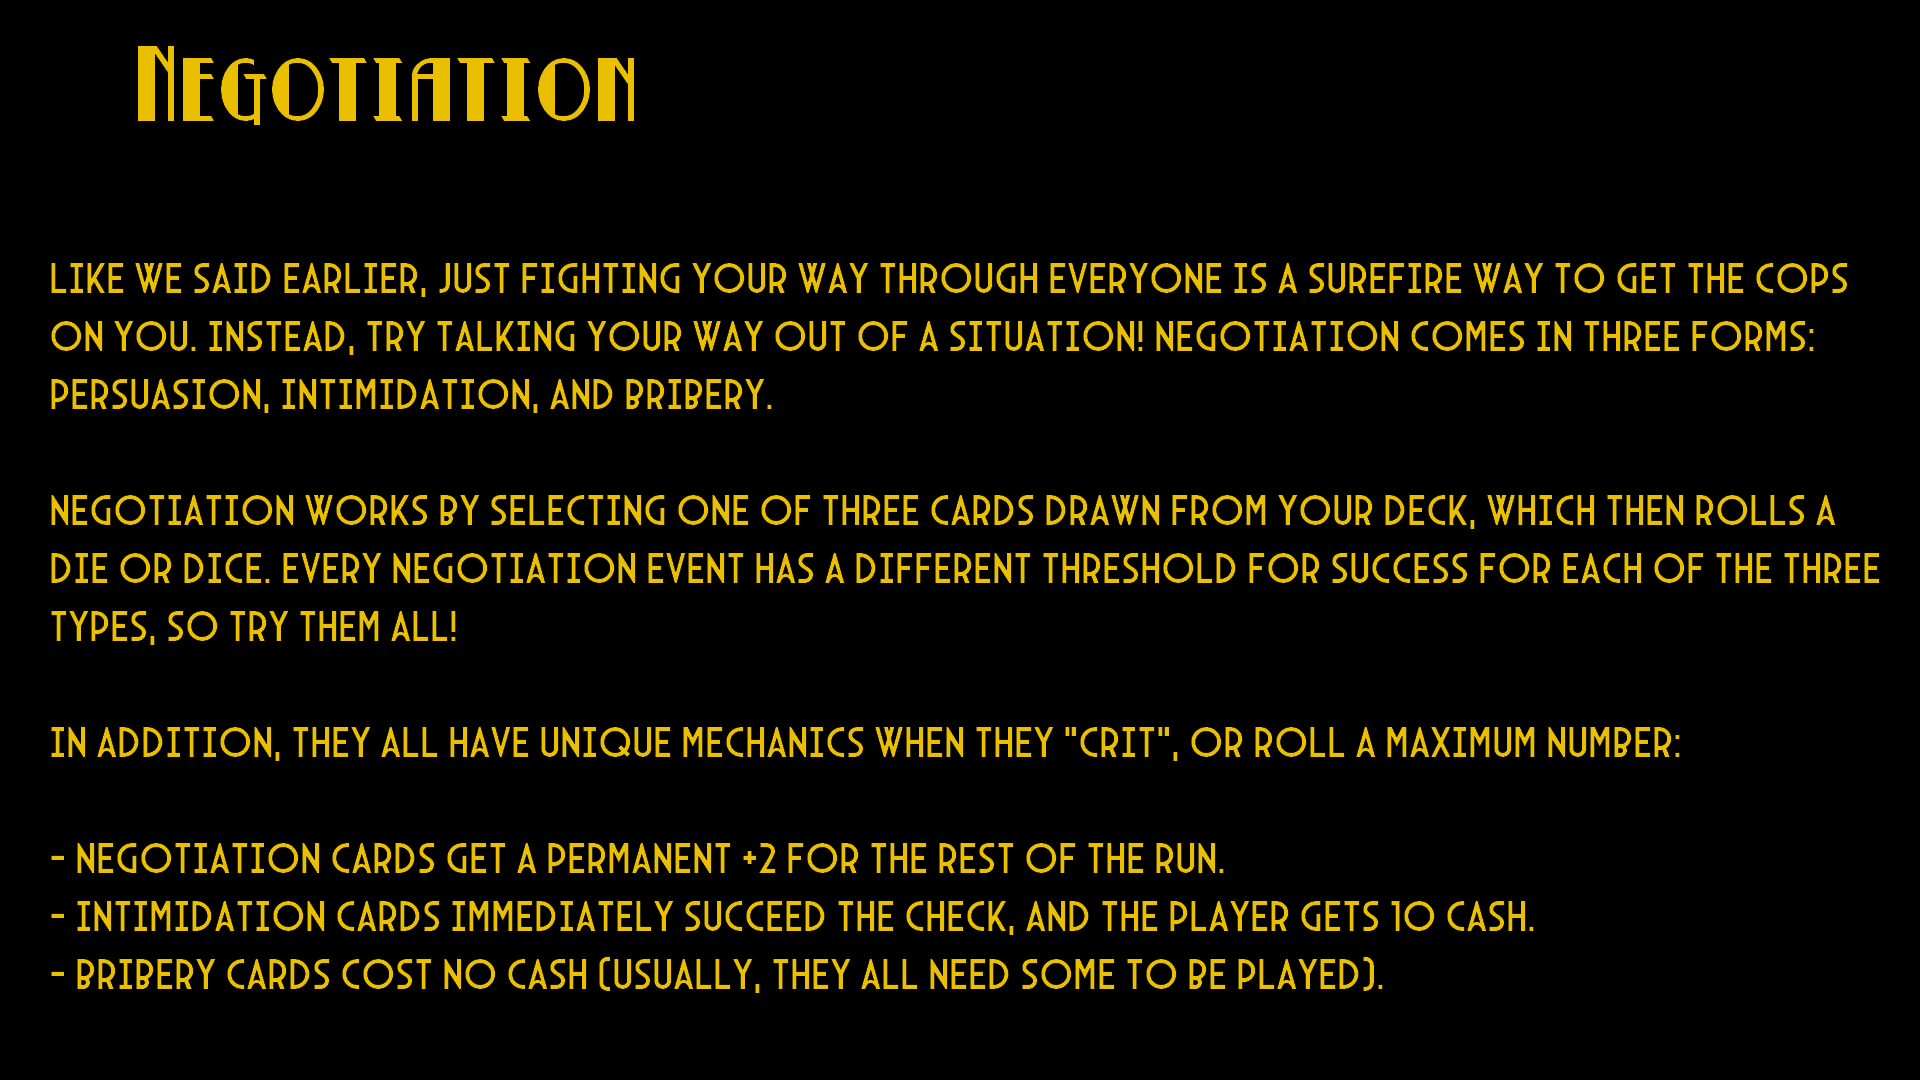 NEGOTIATION
LIKE WE SAID EARLIER, JUST FIGHTING YOUR WAY THROUGH EVERYONE IS A SUREFIRE WAY TO GET THE COPS
ON YOU. INSTEAD, TRY TALKING YOUR WAY OUT OF A SITUATION! NEGOTIATION COMES IN THREE FORMS:
PERSUASION, INTIMIDATION, AND BRIBERY.
NEGOTIATION WORKS BY SELECTING ONE OF THREE CARDS DRAWN FROM YOUR DECK, WHICH THEN ROLLS A
DIE OR DICE. EVERY NEGOTIATION EVENT HAS A DIFFERENT THRESHOLD FOR SUCCESS FOR EACH OF THE THREE
TYPES, SO TRY THEM ALL!
IN ADDITION, THEY ALL HAVE UNIQUE MECHANICS WHEN THEY "CRIT", OR ROLL A MAXIMUM NUMBER:
- NEGOTIATION CARDS GET A PERMANENT +2 FOR THE REST OF THE RUN.
- INTIMIDATION CARDS IMMEDIATELY SUCCEED THE CHECK, AND THE PLAYER GETS 10 CASH.
- BRIBERY CARDS COST NO CASH (USUALLY, THEY ALL NEED SOME TO BE PLAYED).